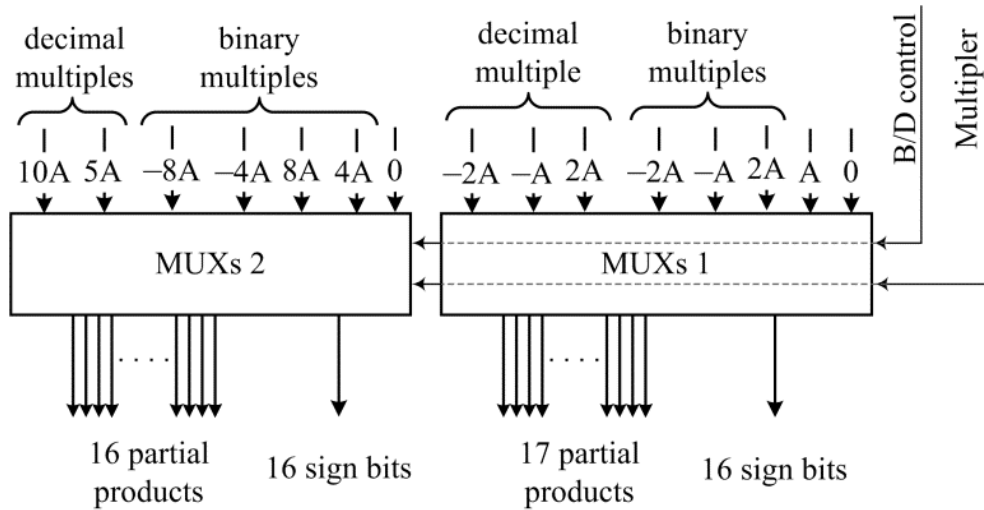 decimal
multiples
binary
multiples
decimal
multiple
binary
multiples
B/D control
Multipler
10A 5A –8A –4A 8A 4A 0
–2A –A 2A –2A –A 2A A 0
MUXs 2
MUXs 1
. . . .
. . . .
16 partial
products
16 sign bits
17 partial
products
16 sign bits